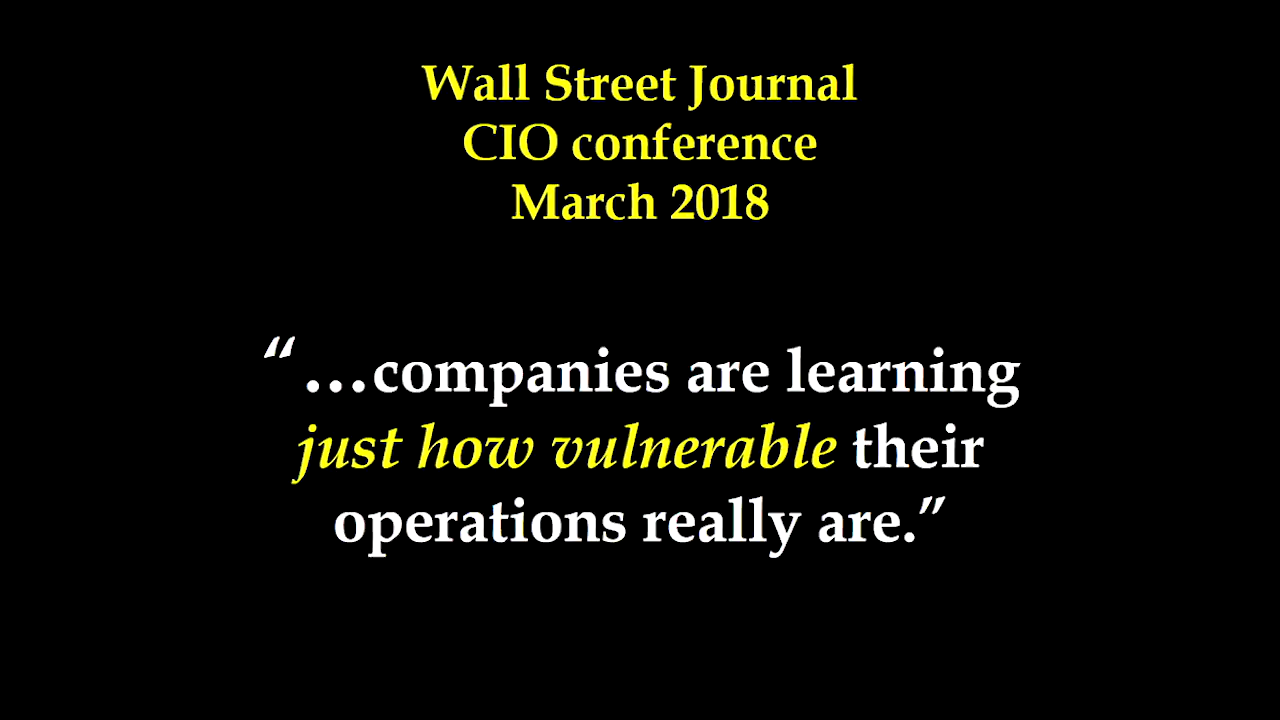 Wall Street Journal
CIO conference
March 2018
“…companies are learning
just how vulnerable their
operations really are.”